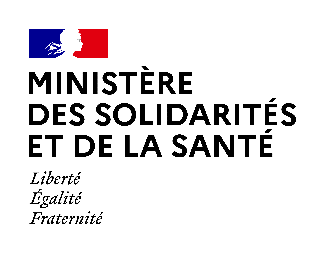 MINISTÈRE
DES SOLIDARITÉS
ET DE LA SANTÉ
Liberté
Égalité
Fraternité